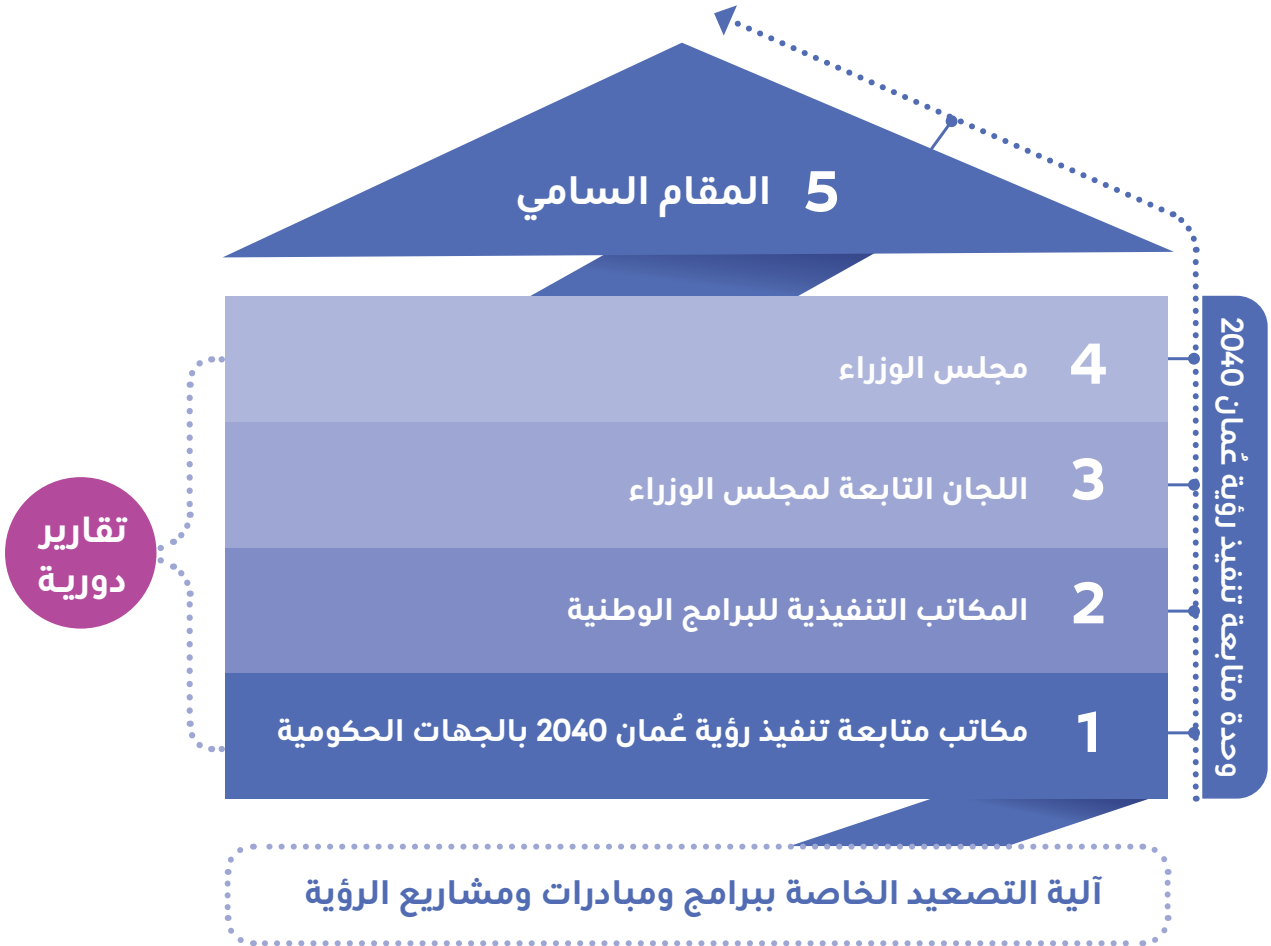 5 المقام السامي
4 مجلس الوزراء
3 اللجان التابعة لمجلس الوزراء
2 المكاتب التنفيذية للبرامج الوطنية
1 مكاتب متابعة تنفيذ رؤية عُمان 2040 بالجهات الحكومية
وحدة متابعة تنفيذ رؤية عُمان 2040
تقارير
دورية
آلية التصعيد الخاصة ببرامج ومبادرات ومشاريع الرؤية